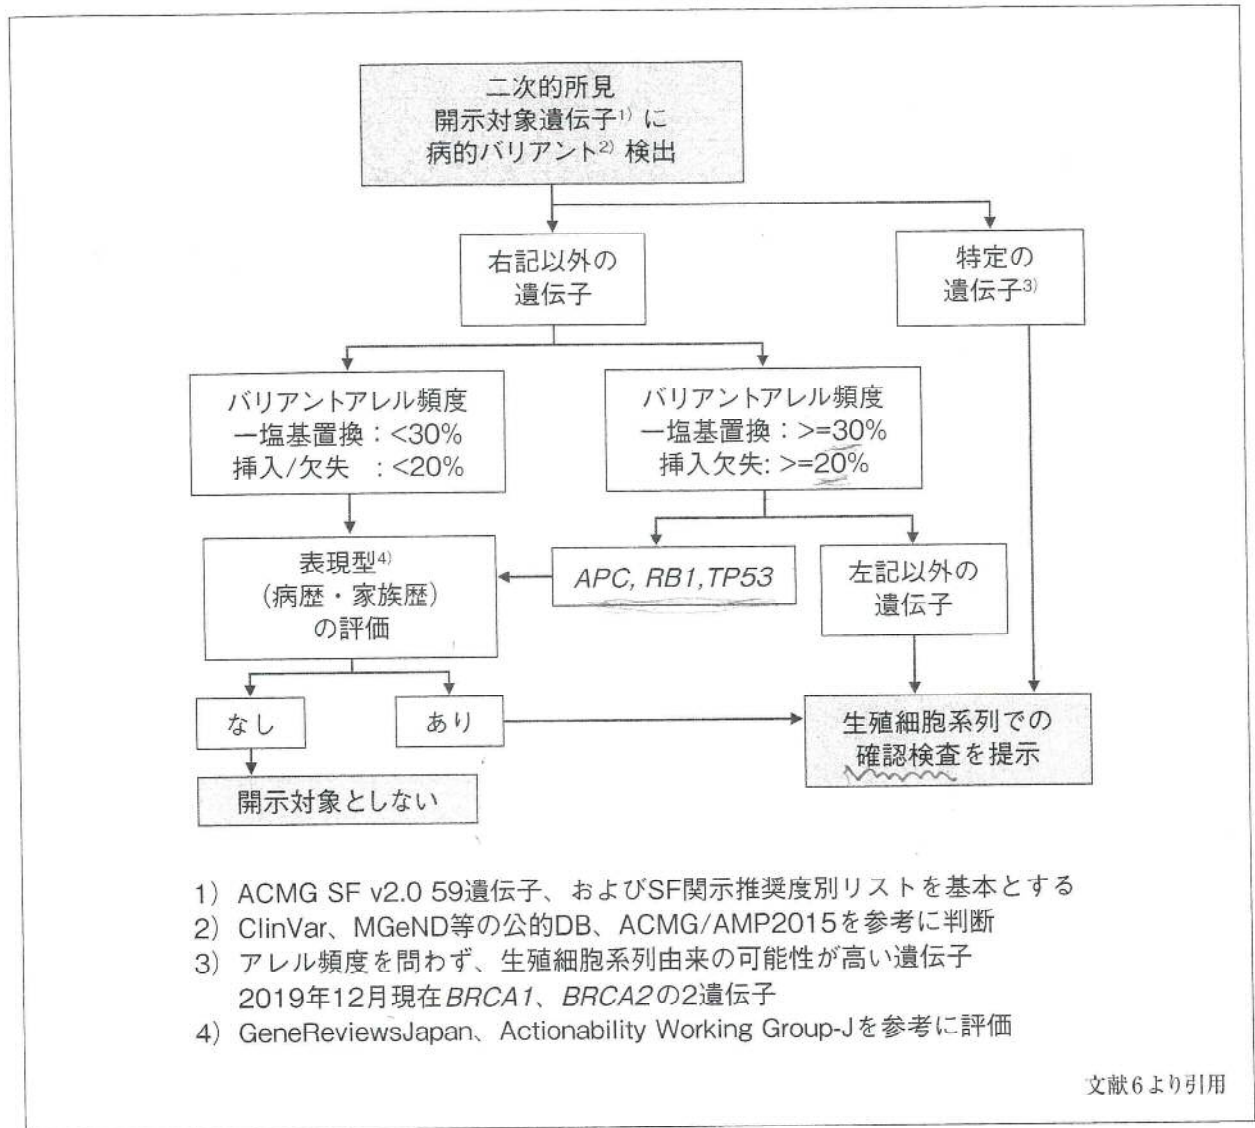 二次的所見
開示対象遺伝子1) に
病的バリアント2) 検出
右記以外の
遺伝子
特定の
遺伝子3)
バリアントアレル頻度
一塩基置換：<30%
挿入/欠失　：<20%
バリアントアレル頻度
一塩基置換：>=30%
挿入欠失: >=20%
表現型4)
（病歴・家族歴）
の評価
APC, RB1,TP53
左記以外の
遺伝子
なし
あり
生殖細胞系列での
確認検査を提示
開示対象としない
1）ACMG SF v2.0 59遺伝子、およびSF関示推奨度別リストを基本とする
2）ClinVar、MGeND等の公的DB、ACMG/AMP2015を参考に判断
3）アレル頻度を問わず、生殖細胞系列由来の可能性が高い遺伝子
2019年12月現在BRCA1、BRCA2の2遺伝子
4）GeneReviewsJapan、Actionability Working Group-Jを参考に評価
文献6より引用